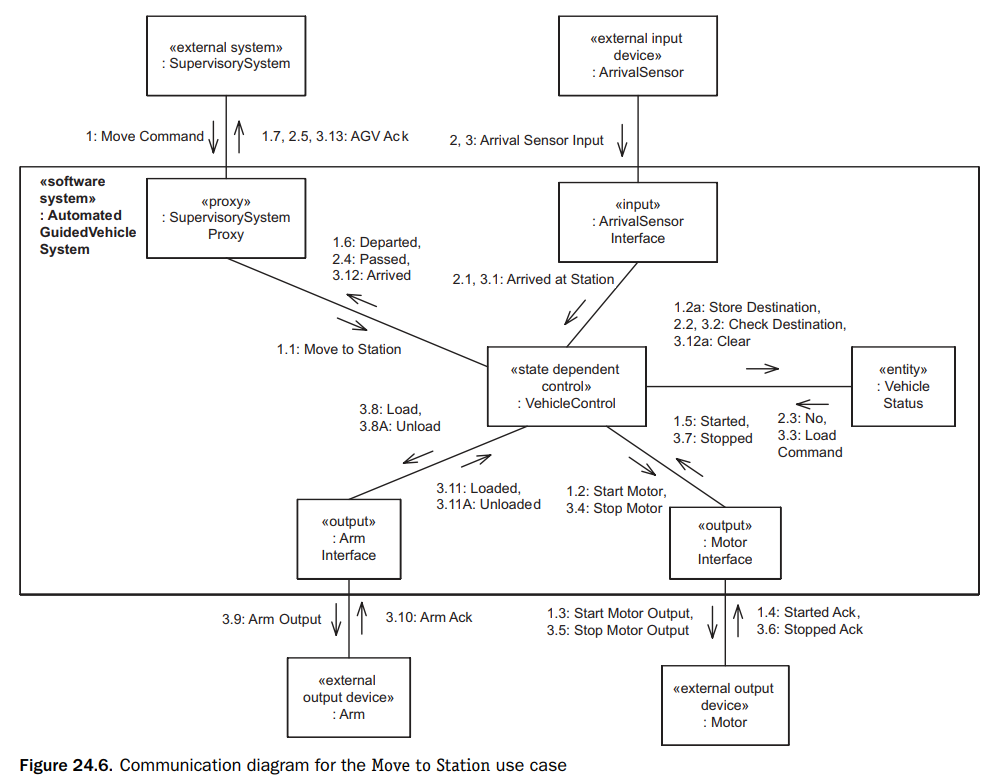 «external system»
: SupervisorySystem
«external input
device»
: ArrivalSensor
1: Move Command
1.7, 2.5, 3.13: AGV Ack
2, 3: Arrival Sensor Input
«software
system»
: Automated
GuidedVehicle
System
«proxy»
: SupervisorySystem
Proxy
«input»
: ArrivalSensor
Interface
1.6: Departed,
2.4: Passed,
3.12: Arrived
2.1, 3.1: Arrived at Station
1.2a: Store Destination,
2.2, 3.2: Check Destination,
3.12a: Clear
1.1: Move to Station
«state dependent
control»
: VehicleControl
«entity»
: Vehicle
Status
3.8: Load,
3.8A: Unload
1.5: Started,
3.7: Stopped
2.3: No,
3.3: Load
Command
3.11: Loaded,
3.11A: Unloaded
1.2: Start Motor,
3.4: Stop Motor
«output»
: Arm
Interface
«output»
: Motor
Interface
3.9: Arm Output
3.10: Arm Ack
1.3: Start Motor Output,
3.5: Stop Motor Output
1.4: Started Ack,
3.6: Stopped Ack
«external
output device»
: Arm
«external output
device»
: Motor
Figure 24.6. Communication diagram for the Move to Station use case